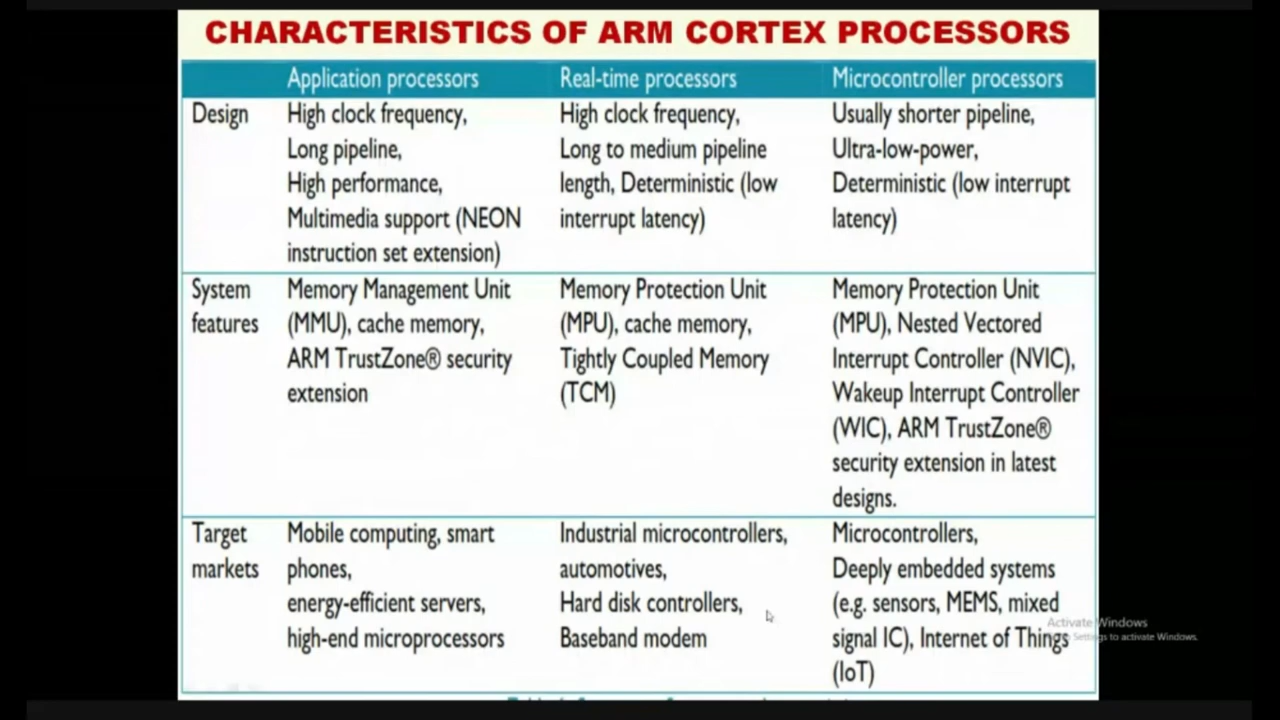 CHARACTERISTICS OF ARM CORTEX PROCESSORS
Application processors
Real-time processors
Microcontroller processors
Design
High clock frequency,
Long pipeline,
High performance,
Multimedia support (NEON
instruction set extension)
High clock frequency,
Long to medium pipeline
length, Deterministic (low
interrupt latency)
Usually shorter pipeline,
Ultra-low-power,
Deterministic (low interrupt
latency)
System
features
Memory Management Unit
(MMU), cache memory,
ARM TrustZone® security
extension
Memory Protection Unit
(MPU), cache memory,
Tightly Coupled Memory
(TCM)
Memory Protection Unit
(MPU), Nested Vectored
Interrupt Controller (NVIC),
Wakeup Interrupt Controller
(WIC), ARM TrustZone®
security extension in latest
designs.
Target
markets
Mobile computing, smart
phones,
energy-efficient servers,
high-end microprocessors
Industrial microcontrollers,
automotives,
Hard disk controllers,
Baseband modem
Microcontrollers,
Deeply embedded systems
(e.g. sensors, MEMS, mixed
signal IC), Internet of Things
(IoT)
Activate Windows
to activate Windows.